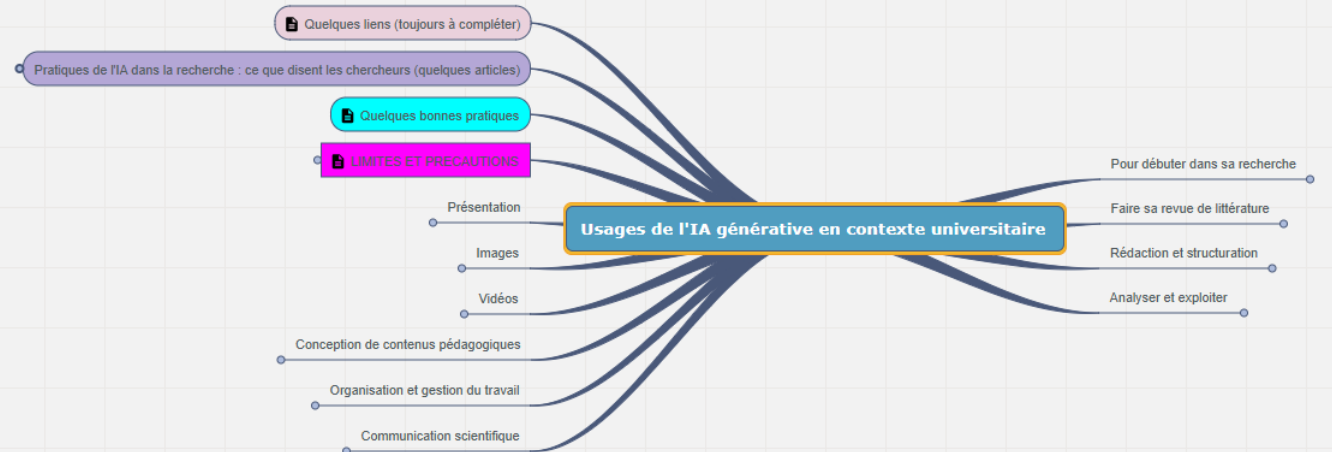 Quelques liens (toujours à compléter)
Pratiques de l'IA dans la recherche : ce que disent les chercheurs (quelques articles)
Quelques bonnes pratiques
LIMITES ET PRECAUTIONS
Présentation
Images
Vidéos
Conception de contenus pédagogiques
Organisation et gestion du travail
Communication scientifique
Usages de l'IA générative en contexte universitaire
Pour débuter dans sa recherche
Faire sa revue de littérature
Rédaction et structuration
Analyser et exploiter